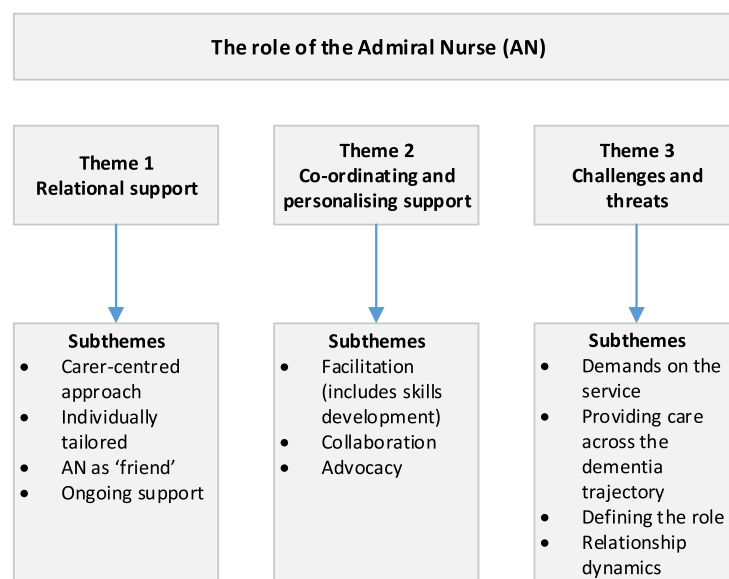 The role of the Admiral Nurse (AN)
Theme 1
Relational support
Theme 2
Co-ordinating and
personalising support
Theme 3
Challenges and
threats
Subthemes
• Carer-centred
approach
• Individually
tailored
• AN as ‘friend’
• Ongoing support
Subthemes
• Facilitation
(includes skills
development)
• Collaboration
• Advocacy
Subthemes
• Demands on the
service
• Providing care
across the
dementia
trajectory
• Defining the role
• Relationship
dynamics